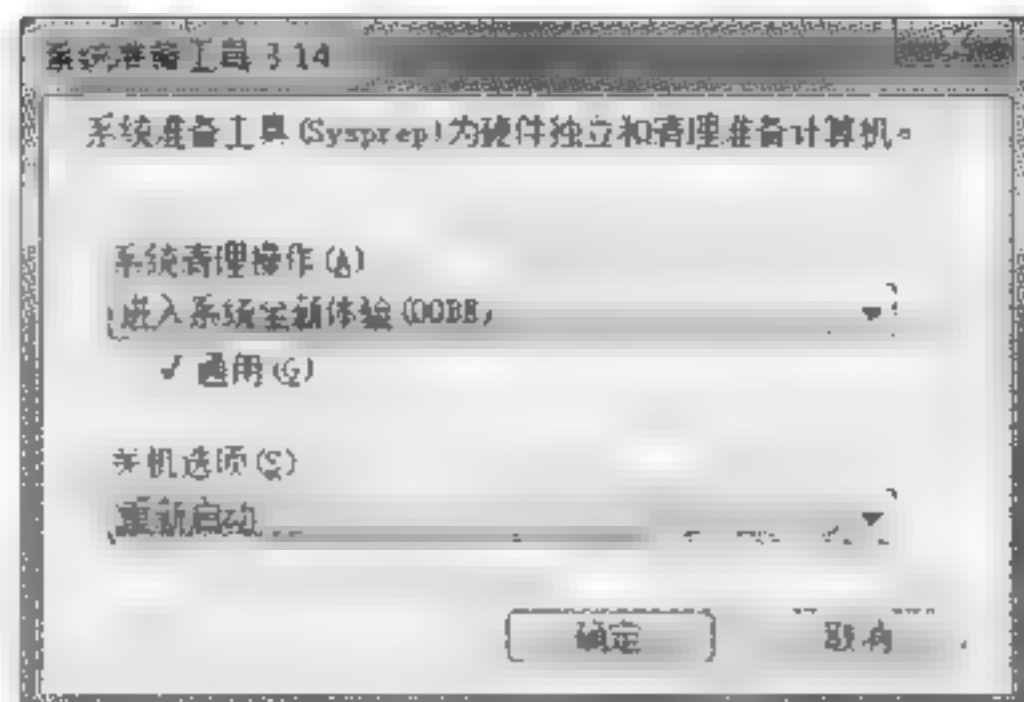 系统准备工具 3.14
系统准备工具(Sysprep)为硬件独立和清理准备计算机。
系统清理操作(A)
进入系统全新体验(OOBE)
✓ 通用(G)
关机选项(S)
重新启动
确定
取消